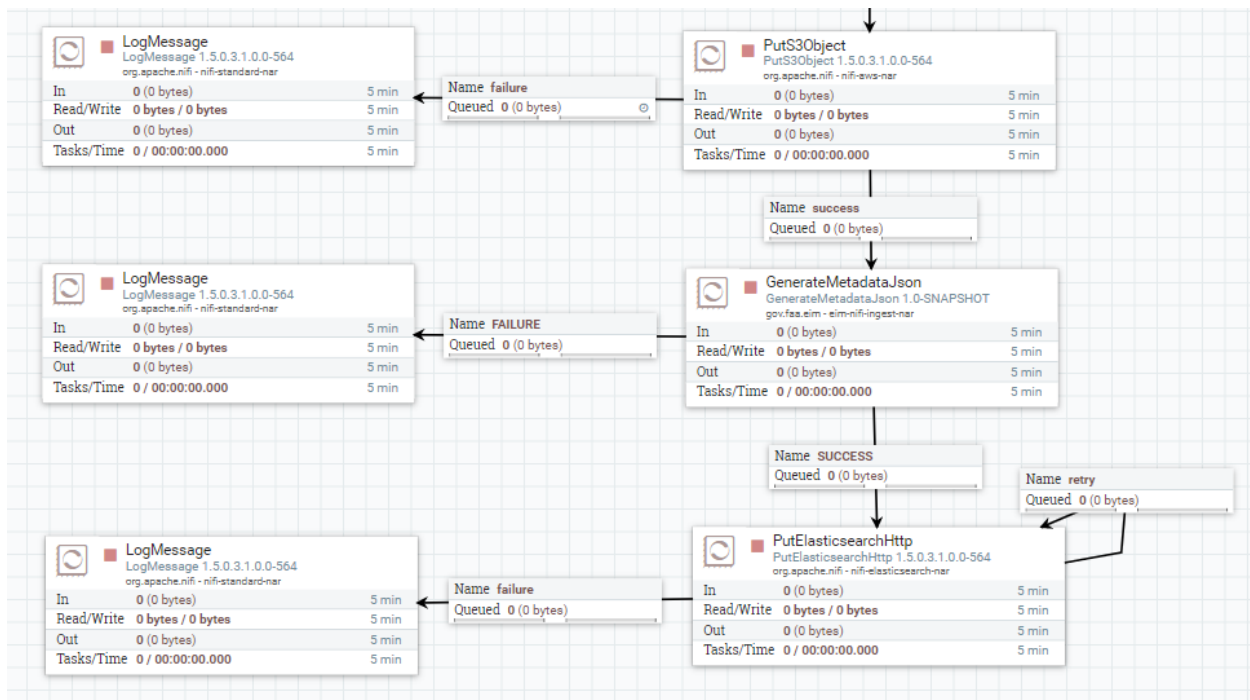 LogMessage
LogMessage 1.5.0.3.1.0.0-564
org.apache.nifi - nifi-standard-nar
In 0 (0 bytes) 5 min
Read/Write 0 bytes / 0 bytes 5 min
Out 0 (0 bytes) 5 min
Tasks/Time 0 / 00:00:00.000 5 min
Name failure
Queued 0 (0 bytes)
PutS3Object
PutS3Object 1.5.0.3.1.0.0-564
org.apache.nifi - nifi-aws-nar
In 0 (0 bytes) 5 min
Read/Write 0 bytes / 0 bytes 5 min
Out 0 (0 bytes) 5 min
Tasks/Time 0 / 00:00:00.000 5 min
Name success
Queued 0 (0 bytes)
LogMessage
LogMessage 1.5.0.3.1.0.0-564
org.apache.nifi - nifi-standard-nar
In 0 (0 bytes) 5 min
Read/Write 0 bytes / 0 bytes 5 min
Out 0 (0 bytes) 5 min
Tasks/Time 0 / 00:00:00.000 5 min
Name FAILURE
Queued 0 (0 bytes)
GenerateMetadataJson
GenerateMetadataJson 1.0-SNAPSHOT
gov.faa.eim - eim-nifi-ingest-nar
In 0 (0 bytes) 5 min
Read/Write 0 bytes / 0 bytes 5 min
Out 0 (0 bytes) 5 min
Tasks/Time 0 / 00:00:00.000 5 min
Name SUCCESS
Queued 0 (0 bytes)
Name retry
Queued 0 (0 bytes)
LogMessage
LogMessage 1.5.0.3.1.0.0-564
org.apache.nifi - nifi-standard-nar
In 0 (0 bytes) 5 min
Read/Write 0 bytes / 0 bytes 5 min
Out 0 (0 bytes) 5 min
Tasks/Time 0 / 00:00:00.000 5 min
Name failure
Queued 0 (0 bytes)
PutElasticsearchHttp
PutElasticsearchHttp 1.5.0.3.1.0.0-564
org.apache.nifi - nifi-elasticsearch-nar
In 0 (0 bytes) 5 min
Read/Write 0 bytes / 0 bytes 5 min
Out 0 (0 bytes) 5 min
Tasks/Time 0 / 00:00:00.000 5 min